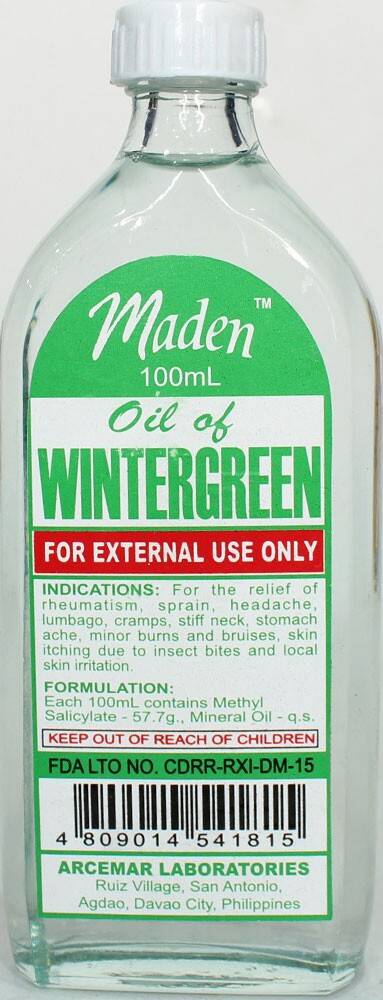 Maden™
100mL
Oil of
WINTERGREEN
FOR EXTERNAL USE ONLY
INDICATIONS: For the relief of
rheumatism, sprain, headache,
lumbago, cramps, stiff neck, stomach
ache, minor burns and bruises, skin
itching due to insect bites and local
skin irritation.
FORMULATION:
Each 100mL contains Methyl
Salicylate - 57.7g., Mineral Oil - q.s.
KEEP OUT OF REACH OF CHILDREN
FDA LTO NO. CDRR-RXI-DM-15
4 809014 541815
ARCEMAR LABORATORIES
Ruiz Village, San Antonio,
Agdao, Davao City, Philippines